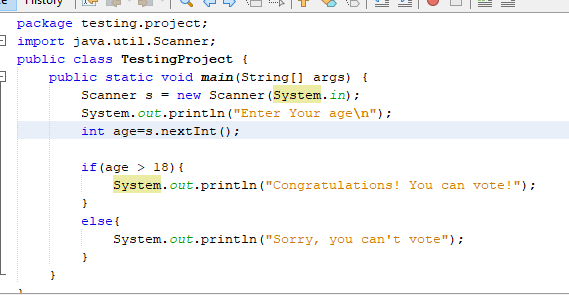 History
package testing.project;
import java.util.Scanner;
public class TestingProject {
    public static void main(String[] args) {
        Scanner s = new Scanner(System.in);
        System.out.println("Enter Your age\n");
        int age=s.nextInt();

        if(age > 18){
            System.out.println("Congratulations! You can vote!");
        }
        else{
            System.out.println("Sorry, you can't vote");
        }
    }
}